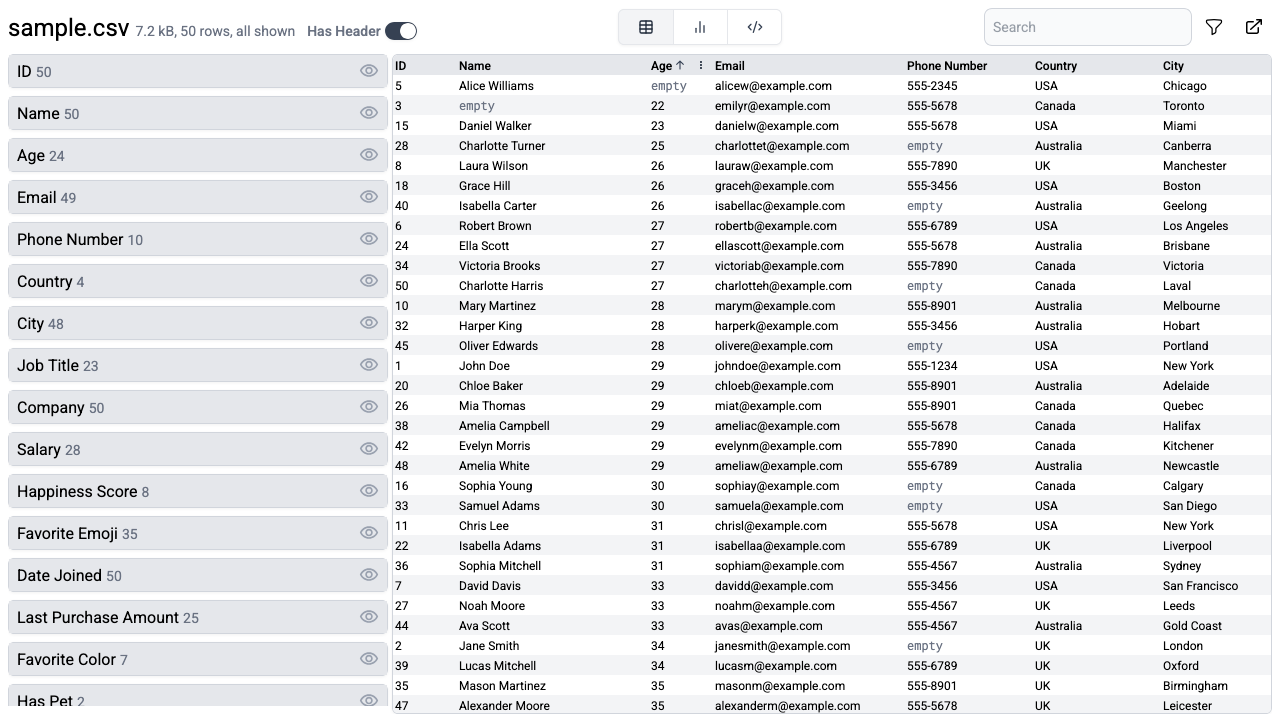 sample.csv 7.2 kB, 50 rows, all shown Has Header Search
ID 50
Name 50
Age 24
Email 49
Phone Number 10
Country 4
City 48
Job Title 23
Company 50
Salary 28
Happiness Score 8
Favorite Emoji 35
Date Joined 50
Last Purchase Amount 25
Favorite Color 7
Has Pet 2
ID Name Age ↑ Email Phone Number Country City
5 Alice Williams empty alicew@example.com 555-2345 USA Chicago
3 empty 22 emilyr@example.com 555-5678 Canada Toronto
15 Daniel Walker 23 danielw@example.com 555-5678 USA Miami
28 Charlotte Turner 25 charlottet@example.com empty Australia Canberra
8 Laura Wilson 26 lauraw@example.com 555-7890 UK Manchester
18 Grace Hill 26 graceh@example.com 555-3456 USA Boston
40 Isabella Carter 26 isabellac@example.com empty Australia Geelong
6 Robert Brown 27 robertb@example.com 555-6789 USA Los Angeles
24 Ella Scott 27 ellascott@example.com 555-5678 Australia Brisbane
34 Victoria Brooks 27 victoriab@example.com 555-7890 Canada Victoria
50 Charlotte Harris 27 charlotteh@example.com empty Canada Laval
10 Mary Martinez 28 marym@example.com 555-8901 Australia Melbourne
32 Harper King 28 harperk@example.com 555-3456 Australia Hobart
45 Oliver Edwards 28 olivere@example.com empty USA Portland
1 John Doe 29 johndoe@example.com 555-1234 USA New York
20 Chloe Baker 29 chloeb@example.com 555-8901 Australia Adelaide
26 Mia Thomas 29 miat@example.com 555-8901 Canada Quebec
38 Amelia Campbell 29 ameliac@example.com 555-5678 Canada Halifax
42 Evelyn Morris 29 evelynm@example.com 555-7890 Canada Kitchener
48 Amelia White 29 ameliaw@example.com 555-6789 Australia Newcastle
16 Sophia Young 30 sophiay@example.com empty Canada Calgary
33 Samuel Adams 30 samuela@example.com empty USA San Diego
11 Chris Lee 31 chrisl@example.com 555-5678 USA New York
22 Isabella Adams 31 isabellaa@example.com 555-6789 UK Liverpool
36 Sophia Mitchell 31 sophiam@example.com 555-4567 Australia Sydney
7 David Davis 33 davidd@example.com 555-3456 USA San Francisco
27 Noah Moore 33 noahm@example.com 555-4567 UK Leeds
44 Ava Scott 33 avas@example.com 555-4567 Australia Gold Coast
2 Jane Smith 34 janesmith@example.com empty UK London
39 Lucas Mitchell 34 lucasm@example.com 555-6789 UK Oxford
35 Mason Martinez 35 masonm@example.com 555-8901 UK Birmingham
47 Alexander Moore 35 alexanderm@example.com 555-5678 UK Leicester